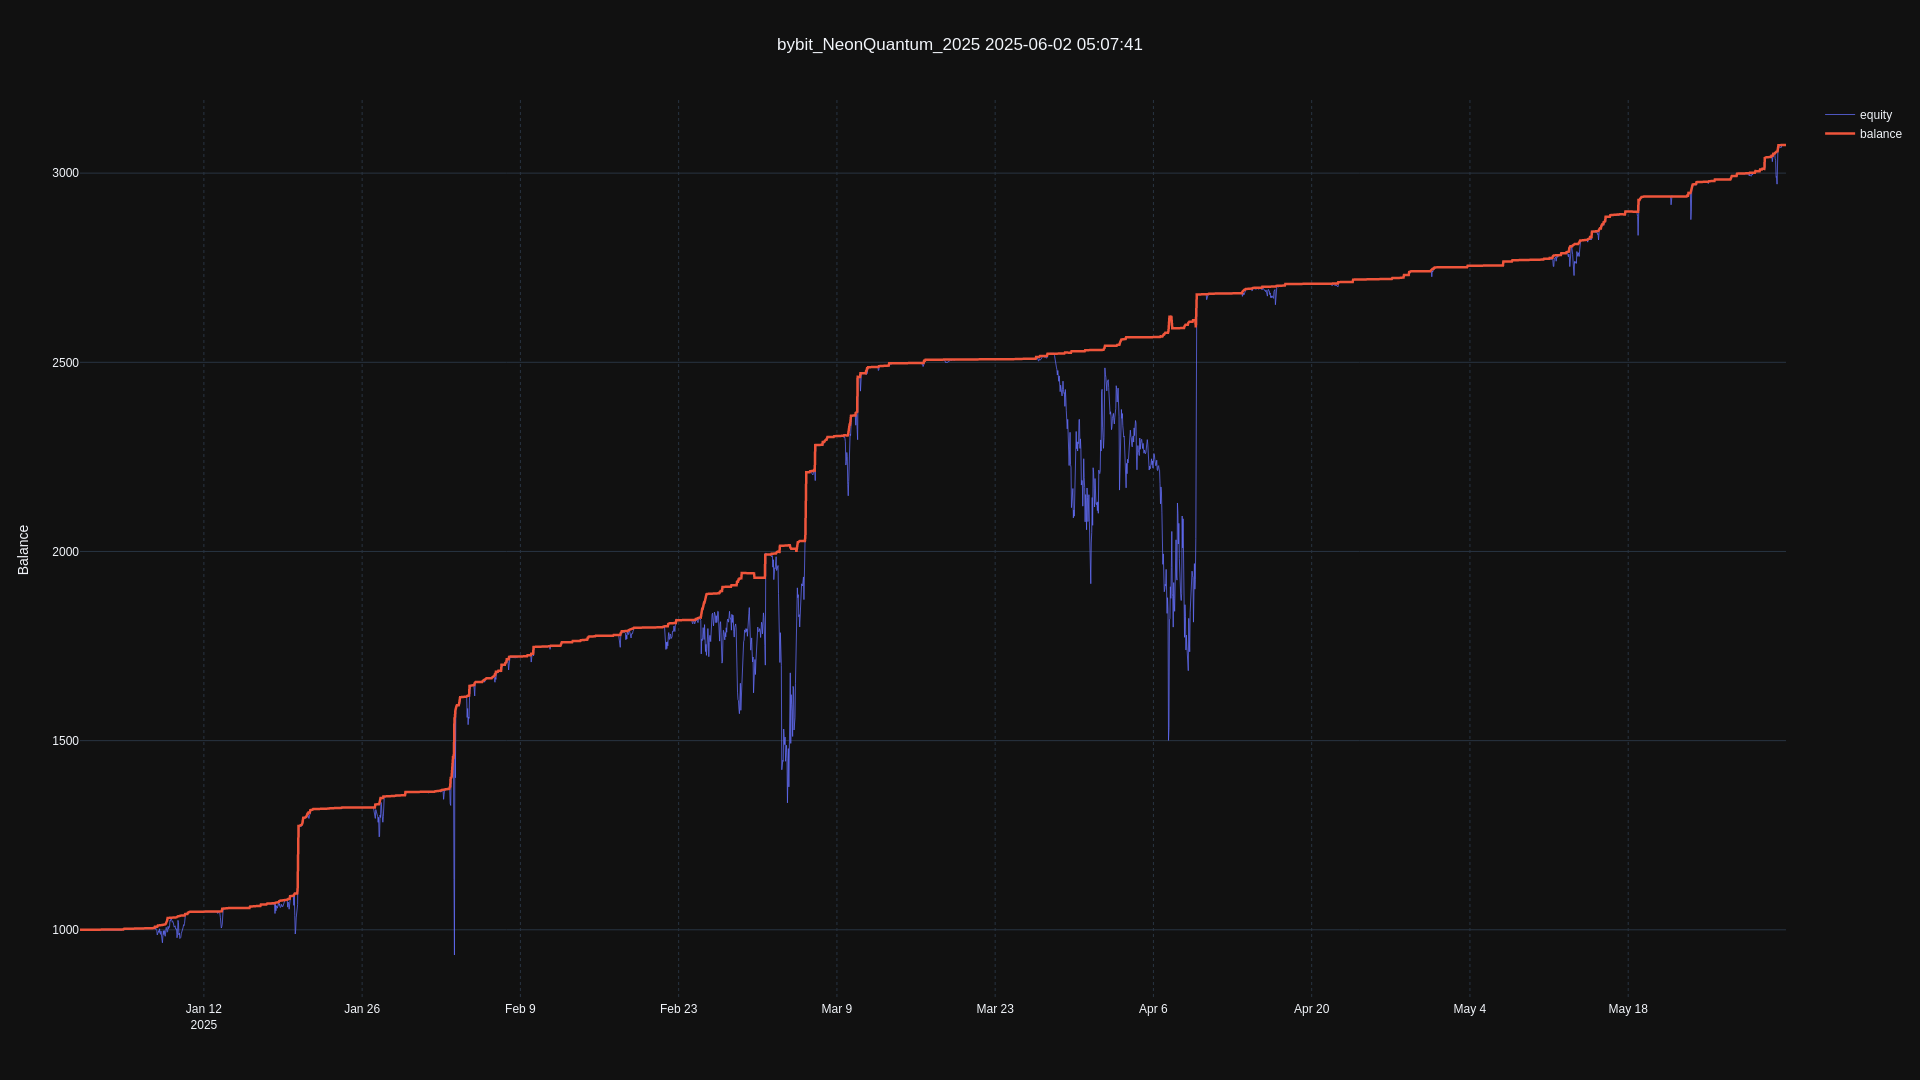 bybit_NeonQuantum_2025 2025-06-02 05:07:41
equity
balance
Balance
3000
2500
2000
1500
1000
Jan 12
2025
Jan 26
Feb 9
Feb 23
Mar 9
Mar 23
Apr 6
Apr 20
May 4
May 18